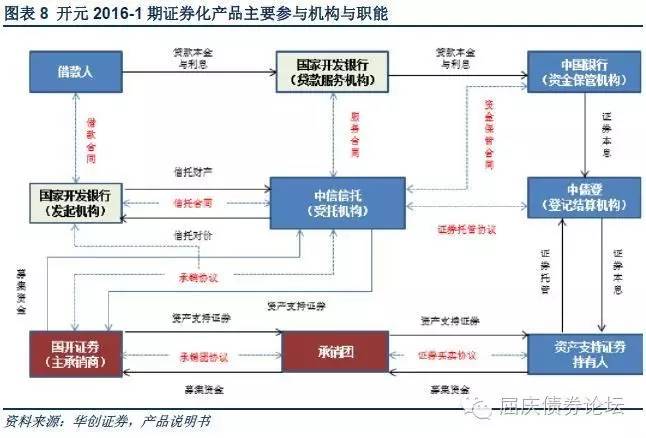 图表 8 开元 2016-1 期证券化产品主要参与机构与职能
借款人
贷款本金
与利息
国家开发银行
(贷款服务机构)
贷款本金
与利息
中国银行
(资金保管机构)
借款合同
服务合同
资金保管合同
证券本息
国家开发银行
(发起机构)
信托财产
信托合同
信托对价
中信信托
(受托机构)
证券托管协议
中债登
(登记结算机构)
募集资金
承销协议
资产支持证券
证券托管
证券本息
国开证券
(主承销商)
资产支持证券
承销团协议
募集资金
承销团
资产支持证券
证券买卖协议
募集资金
资产支持证券
持有人
资料来源:华创证券,产品说明书
屈庆债券论坛